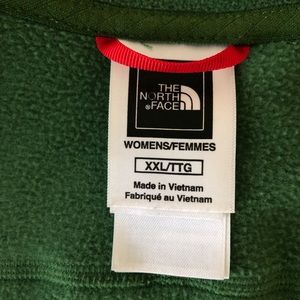 THE
NORTH
®FACE
WOMENS/FEMMES
XXL/TTG
Made in Vietnam
Fabriqué au Vietnam